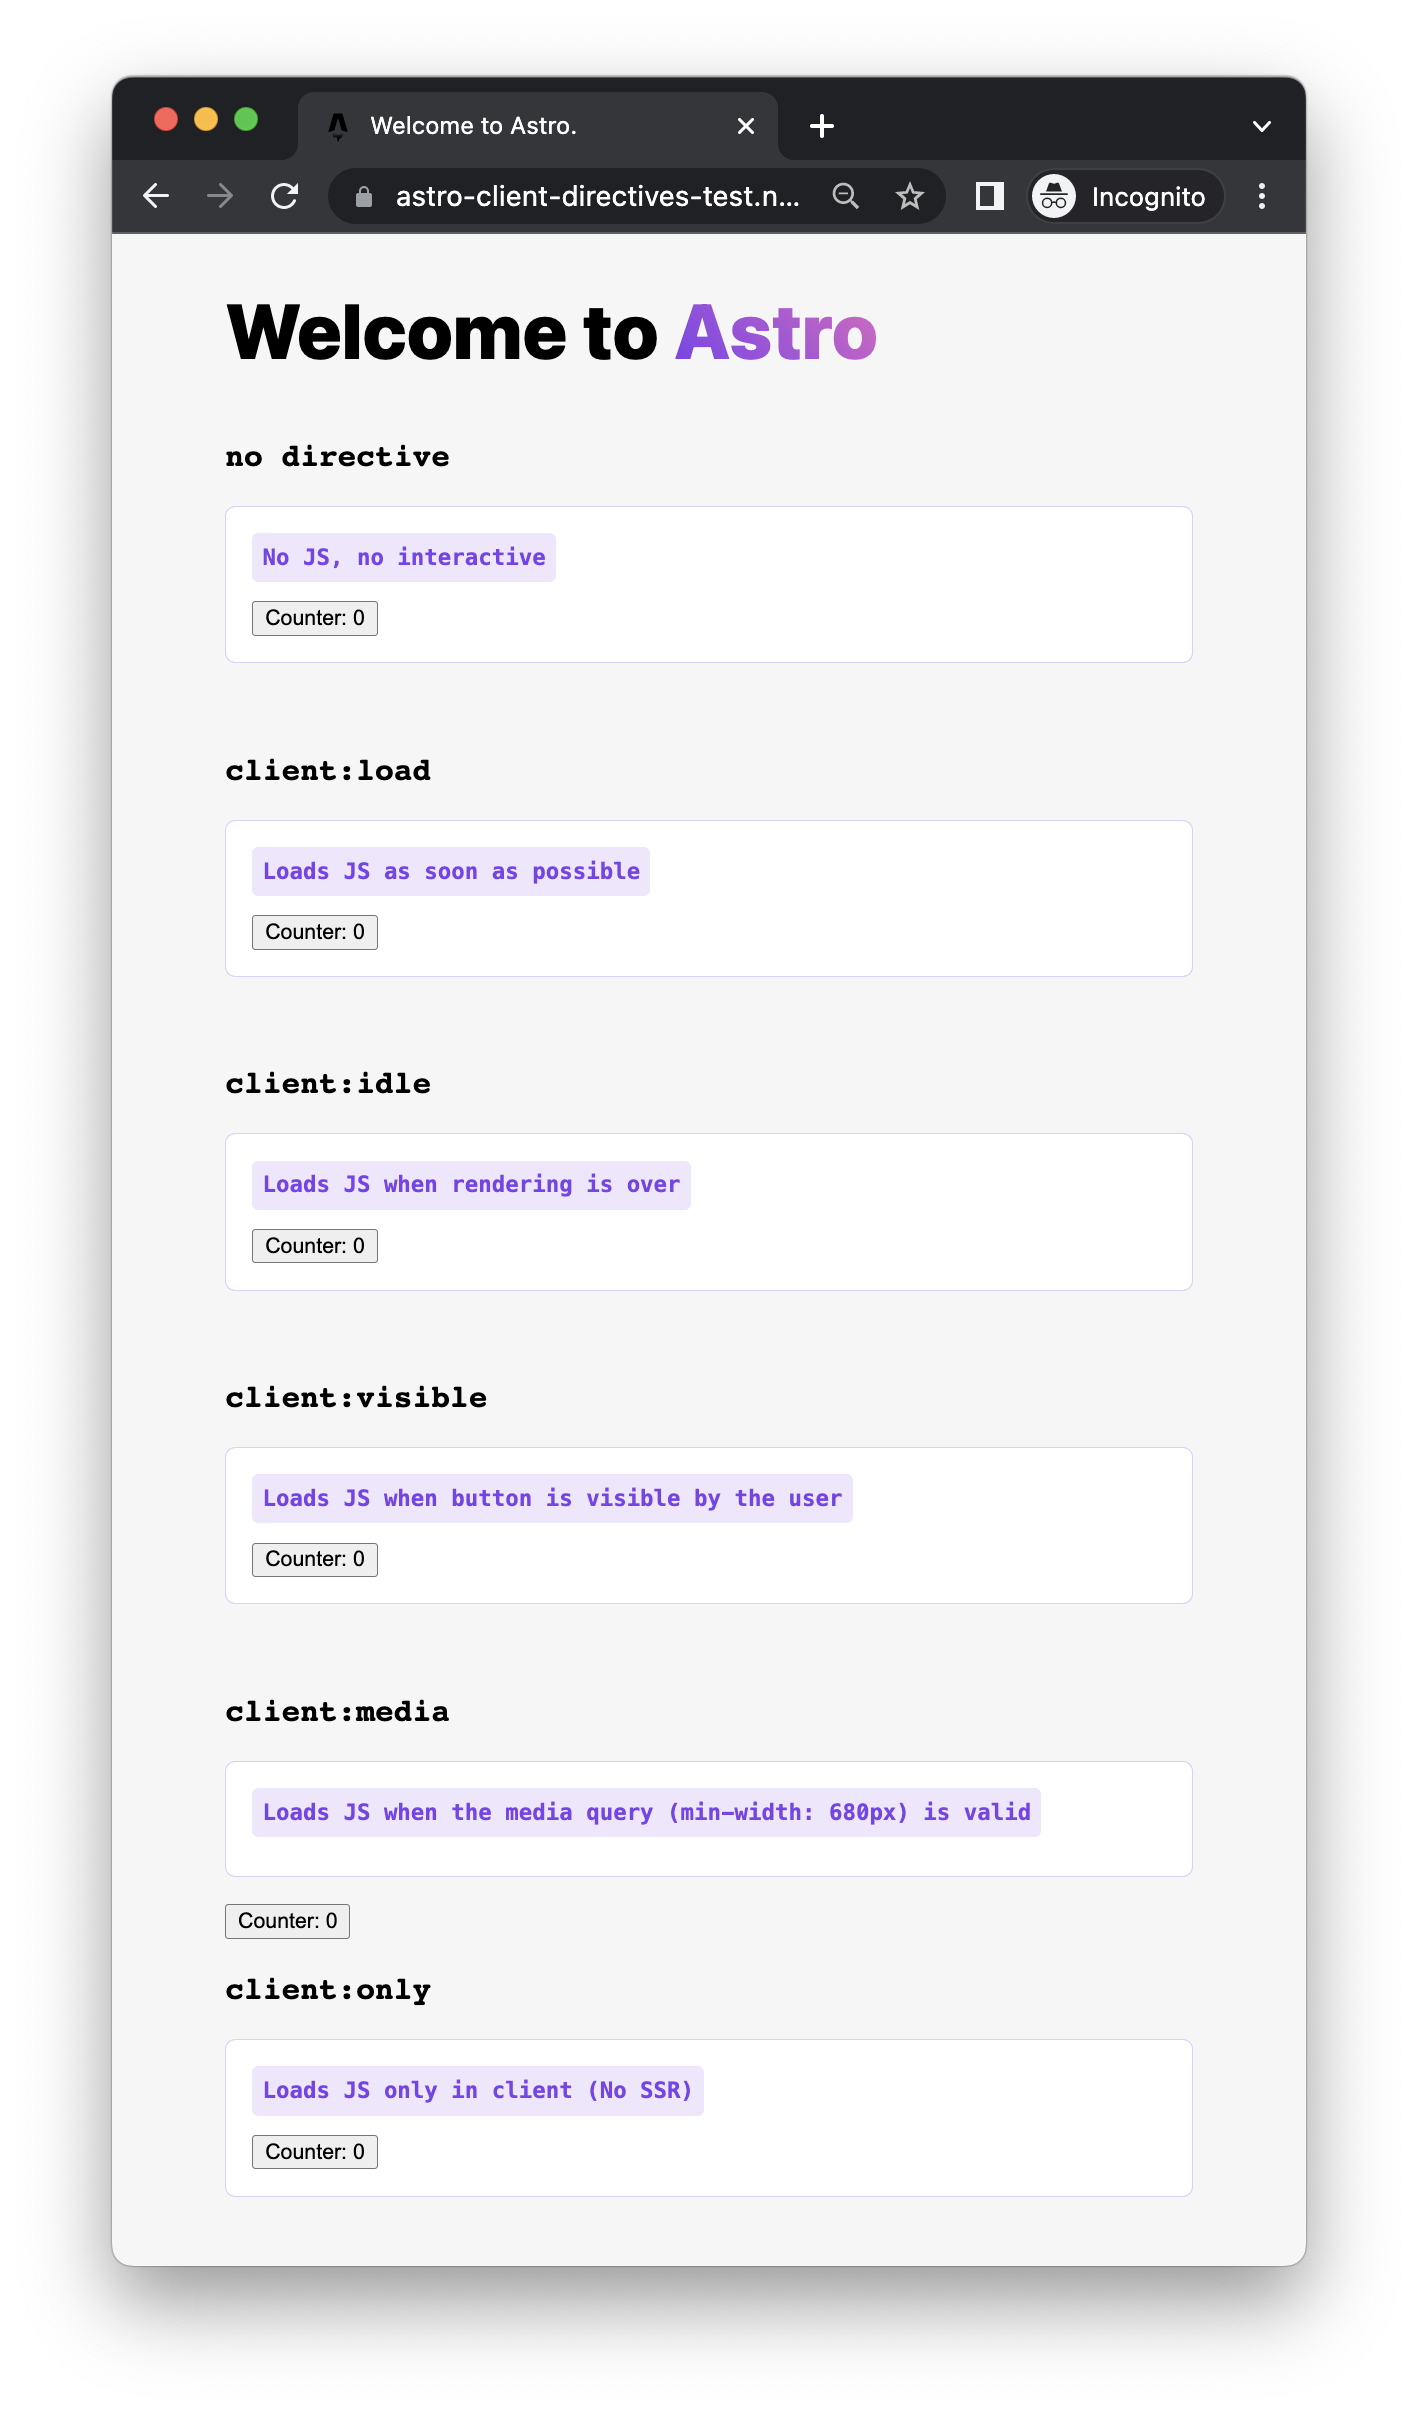 Welcome to Astro.
astro-client-directives-test.n...
Incognito
Welcome to Astro
no directive
No JS, no interactive
Counter: 0
client:load
Loads JS as soon as possible
Counter: 0
client:idle
Loads JS when rendering is over
Counter: 0
client:visible
Loads JS when button is visible by the user
Counter: 0
client:media
Loads JS when the media query (min-width: 680px) is valid
Counter: 0
client:only
Loads JS only in client (No SSR)
Counter: 0